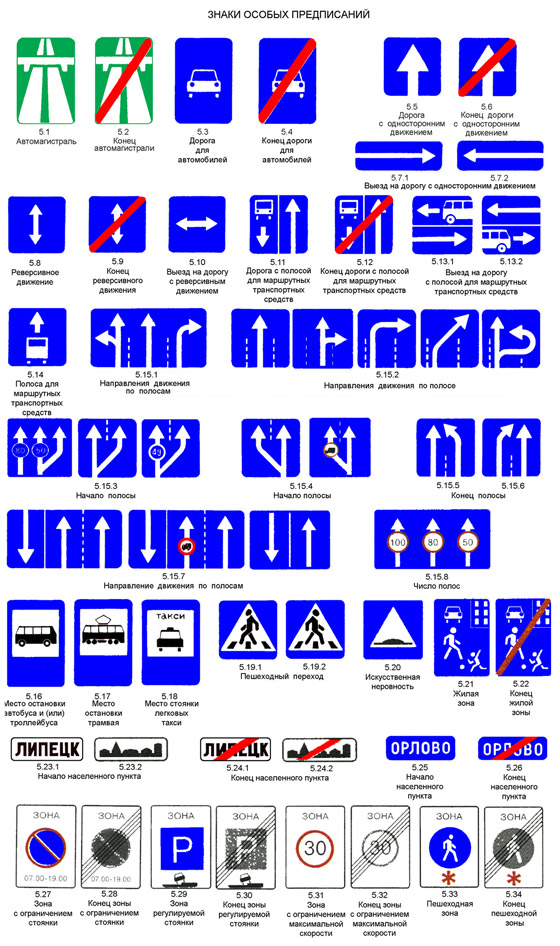 ЗНАКИ ОСОБЫХ ПРЕДПИСАНИЙ
5.1
Автомагистраль
5.2
Конец
автомагистрали
5.3
Дорога
для
автомобилей
5.4
Конец дороги
для
автомобилей
5.5
Дорога
с односторонним
движением
5.6
Конец дороги
с односторонним
движением
5.7.1
5.7.2
Выезд на дорогу с односторонним движением
5.8
Реверсивное
движение
5.9
Конец
реверсивного
движения
5.10
Выезд на дорогу
с реверсивным
движением
5.11
Дорога с полосой
для маршрутных
транспортных
средств
5.12
Конец дороги с полосой
для маршрутных
транспортных средств
5.13.1
5.13.2
Выезд на дорогу
с полосой для маршрутных
транспортных средств
5.14
Полоса для
маршрутных
транспортных
средств
5.15.1
Направления движения
по полосам
5.15.2
Направления движения по полосе
80
50
40
5.15.3
Начало полосы
5.15.4
Начало полосы
5.15.5
5.15.6
Конец полосы
5.15.7
Направление движения по полосам
100
80
50
5.15.8
Число полос
5.16
Место остановки
автобуса и (или)
троллейбуса
5.17
Место
остановки
трамвая
такси
5.18
Место стоянки
легковых
такси
5.19.1
5.19.2
Пешеходный переход
5.20
Искусственная
неровность
5.21
Жилая
зона
5.22
Конец
жилой
зоны
ЛИПЕЦК
5.23.1
5.23.2
Начало населенного пункта
ЛИПЕЦК
5.24.1
5.24.2
Конец населенного пункта
ОРЛОВО
5.25
Начало
населенного
пункта
ОРЛОВО
5.26
Конец
населенного
пункта
ЗОНА
07.00-19.00
5.27
Зона
с ограничением
стоянки
ЗОНА
07.00-19.00
5.28
Конец зоны
с ограничением
стоянки
ЗОНА
P
5.29
Зона
регулируемой
стоянки
ЗОНА
P
5.30
Конец зоны
регулируемой
стоянки
ЗОНА
30
5.31
Зона
с ограничением
максимальной
скорости
ЗОНА
30
5.32
Конец зоны
с ограничением
максимальной
скорости
ЗОНА
5.33
Пешеходная
зона
ЗОНА
5.34
Конец
пешеходной
зоны